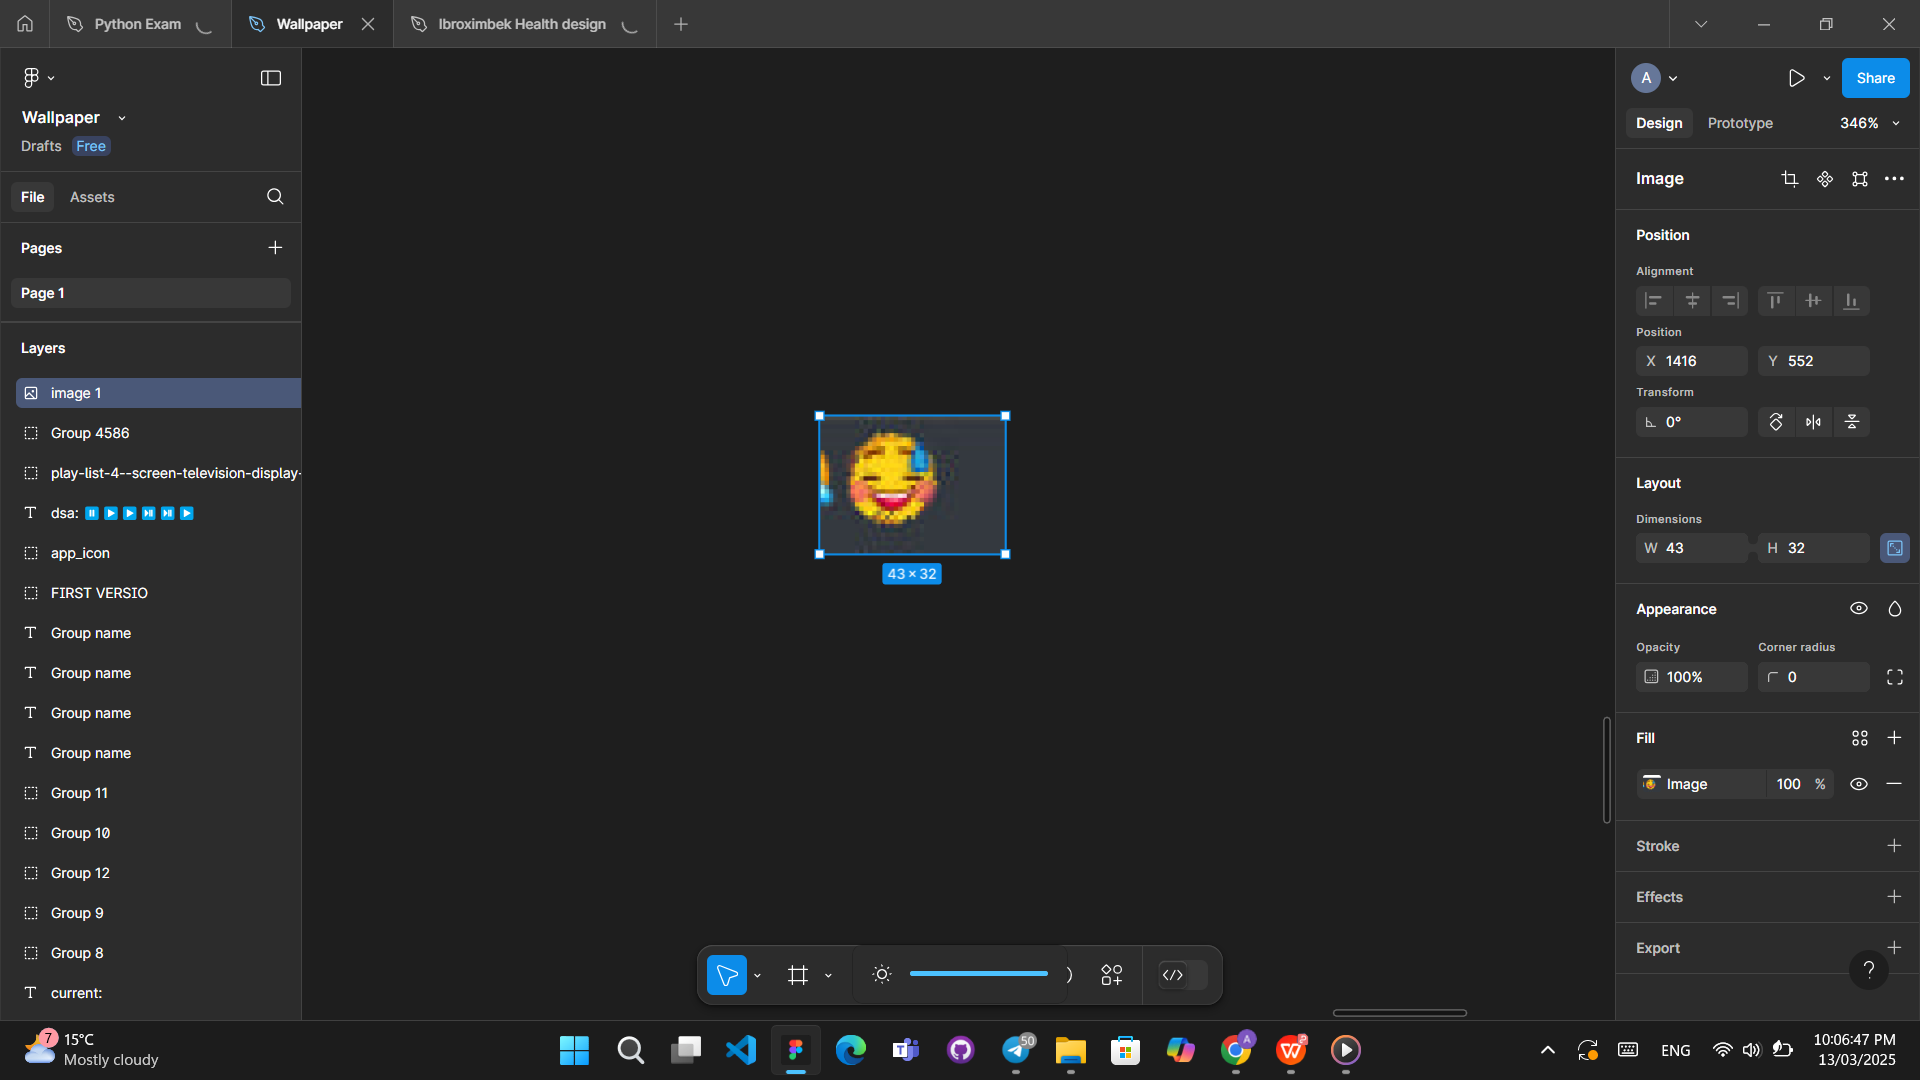 Python Exam
Wallpaper
Ibroximbek Health design
Wallpaper
Drafts Free
File Assets
Pages
Page 1
Layers
image 1
Group 4586
play-list-4--screen-television-display-
dsa: ⏸️▶️▶️⏯️⏯️▶️
app_icon
FIRST VERSIO
Group name
Group name
Group name
Group name
Group 11
Group 10
Group 12
Group 9
Group 8
current:
43 × 32
A
Share
Design Prototype 346%
Image
Position
Alignment
Position
X 1416 Y 552
Transform
0°
Layout
Dimensions
W 43 H 32
Appearance
Opacity Corner radius
100% 0
Fill
Image 100 %
Stroke
Effects
Export
?
7
15°C
Mostly cloudy
50
A
ENG
10:06:47 PM
13/03/2025